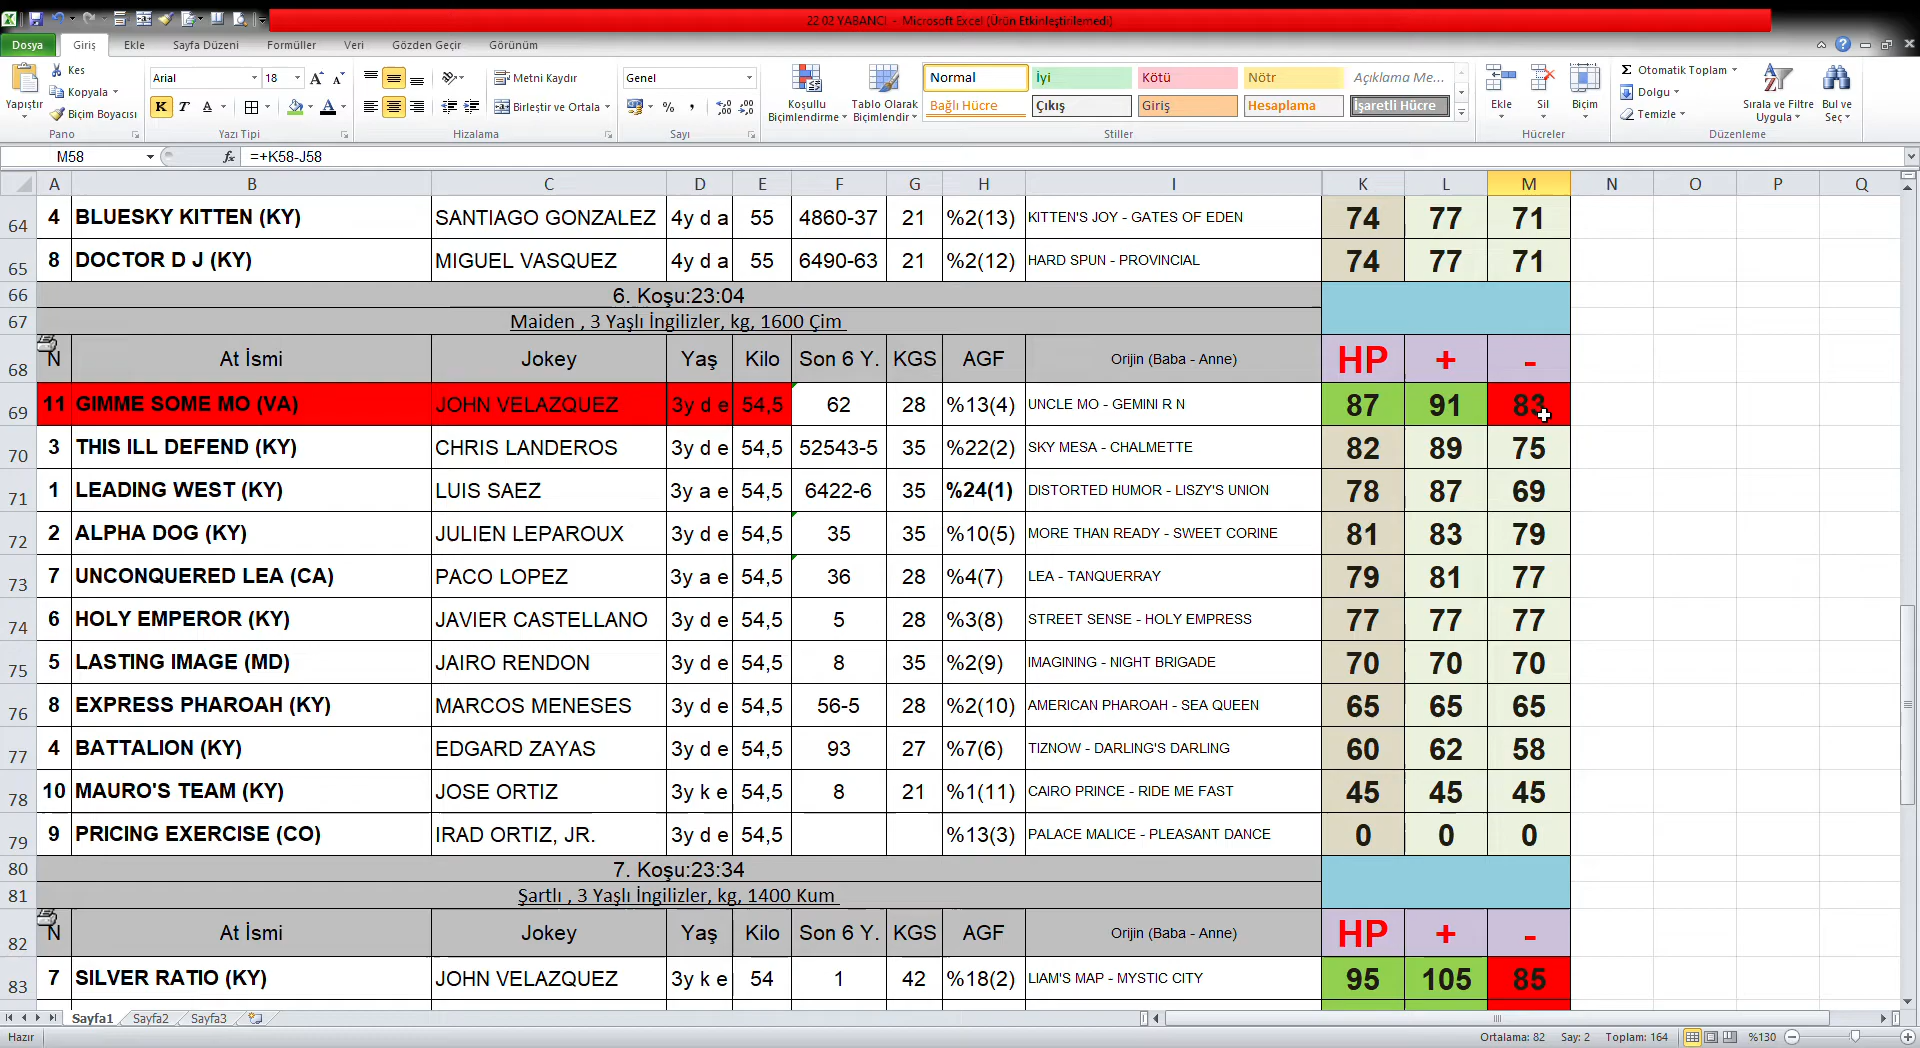 22 02 YABANCI - Microsoft Excel (Ürün Etkinleştirilemedi)
Dosya Giriş Ekle Sayfa Düzeni Formüller Veri Gözden Geçir Görünüm
Yapıştır Kes Kopyala Biçim Boyacısı Pano
Arial 18 K T A A Yazı Tipi
Metni Kaydır Birleştir ve Ortala Hizalama
Genel % Sayı
Koşullu Biçimlendirme Tablo Olarak Biçimlendir
Normal İyi Kötü Nötr Açıklama Me...
Bağlı Hücre Çıkış Giriş Hesaplama İşaretli Hücre
Stiller
Ekle Sil Biçim Hücreler
Otomatik Toplam Dolgu Temizle Sırala ve Filtre Uygula Bul ve Seç Düzenleme
M58 fx =+K58-J58
A B C D E F G H I K L M N O P Q
64 4 BLUESKY KITTEN (KY) SANTIAGO GONZALEZ 4y d a 55 4860-37 21 %2(13) KITTEN'S JOY - GATES OF EDEN 74 77 71
65 8 DOCTOR D J (KY) MIGUEL VASQUEZ 4y d a 55 6490-63 21 %2(12) HARD SPUN - PROVINCIAL 74 77 71
66 6. Koşu:23:04
67 Maiden , 3 Yaşlı İngilizler, kg, 1600 Çim
68 N At İsmi Jokey Yaş Kilo Son 6 Y. KGS AGF Orijin (Baba - Anne) HP + -
69 11 GIMME SOME MO (VA) JOHN VELAZQUEZ 3y d e 54,5 62 28 %13(4) UNCLE MO - GEMINI R N 87 91 83
70 3 THIS ILL DEFEND (KY) CHRIS LANDEROS 3y d e 54,5 52543-5 35 %22(2) SKY MESA - CHALMETTE 82 89 75
71 1 LEADING WEST (KY) LUIS SAEZ 3y a e 54,5 6422-6 35 %24(1) DISTORTED HUMOR - LISZY'S UNION 78 87 69
72 2 ALPHA DOG (KY) JULIEN LEPAROUX 3y d e 54,5 35 35 %10(5) MORE THAN READY - SWEET CORINE 81 83 79
73 7 UNCONQUERED LEA (CA) PACO LOPEZ 3y a e 54,5 36 28 %4(7) LEA - TANQUERRAY 79 81 77
74 6 HOLY EMPEROR (KY) JAVIER CASTELLANO 3y d e 54,5 5 28 %3(8) STREET SENSE - HOLY EMPRESS 77 77 77
75 5 LASTING IMAGE (MD) JAIRO RENDON 3y d e 54,5 8 35 %2(9) IMAGINING - NIGHT BRIGADE 70 70 70
76 8 EXPRESS PHAROAH (KY) MARCOS MENESES 3y d e 54,5 56-5 28 %2(10) AMERICAN PHAROAH - SEA QUEEN 65 65 65
77 4 BATTALION (KY) EDGARD ZAYAS 3y d e 54,5 93 27 %7(6) TIZNOW - DARLING'S DARLING 60 62 58
78 10 MAURO'S TEAM (KY) JOSE ORTIZ 3y k e 54,5 8 21 %1(11) CAIRO PRINCE - RIDE ME FAST 45 45 45
79 9 PRICING EXERCISE (CO) IRAD ORTIZ, JR. 3y d e 54,5 %13(3) PALACE MALICE - PLEASANT DANCE 0 0 0
80 7. Koşu:23:34
81 Şartlı , 3 Yaşlı İngilizler, kg, 1400 Kum
82 N At İsmi Jokey Yaş Kilo Son 6 Y. KGS AGF Orijin (Baba - Anne) HP + -
83 7 SILVER RATIO (KY) JOHN VELAZQUEZ 3y k e 54 1 42 %18(2) LIAM'S MAP - MYSTIC CITY 95 105 85
Sayfa1 Sayfa2 Sayfa3
Hazır Ortalama: 82 Say: 2 Toplam: 164 %130